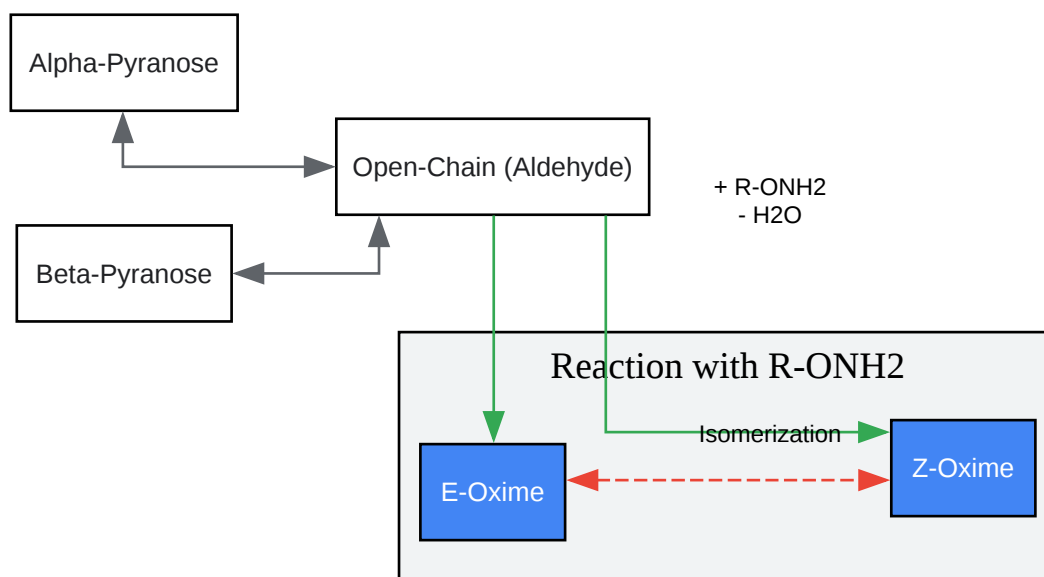 Alpha-Pyranose
Open-Chain (Aldehyde)
+ R-ONH2
- H2O
Beta-Pyranose
Reaction with R-ONH2
Isomerization
E-Oxime
Z-Oxime